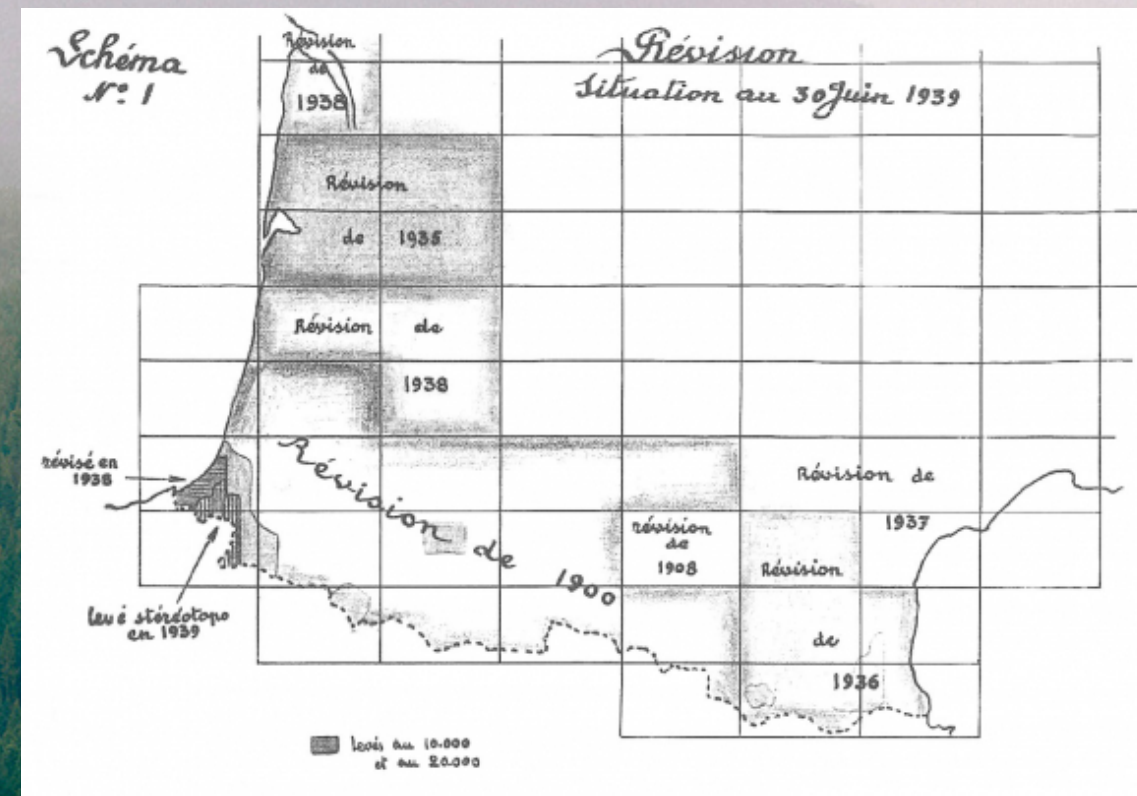 Schéma
N° 1
Révision
Situation au 30 Juin 1939
Révision
de
1938
Révision
de 1935
Révision de
1938
révisé en
1938
Révision de 1900
Révision de
1937
révision
de
1908
Révision
de
1936
levé stéréotopo
en 1939
levés au 10.000
et au 20.000